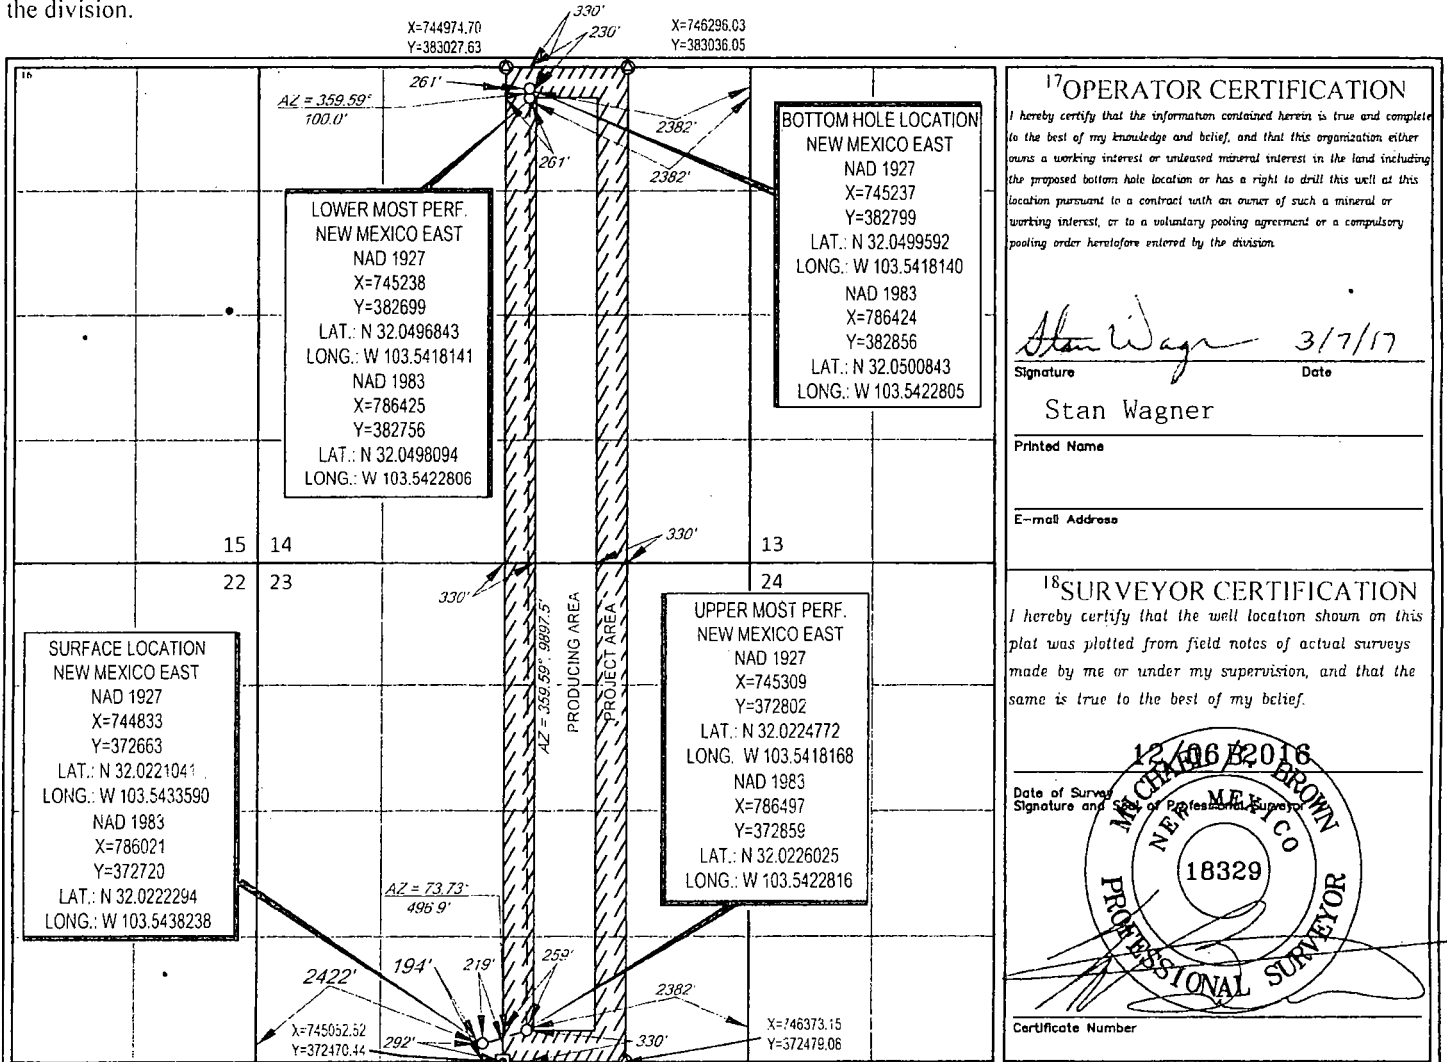 the division.
X=744974.70
Y=383027.63
330'
230'
X=746296.03
Y=383036.05
16
261'
AZ = 359.59°
100.0'
261'
2382'
2382'
BOTTOM HOLE LOCATION
NEW MEXICO EAST
NAD 1927
X=745237
Y=382799
LAT.: N 32.0499592
LONG.: W 103.5418140
NAD 1983
X=786424
Y=382856
LAT.: N 32.0500843
LONG.: W 103.5422805
LOWER MOST PERF.
NEW MEXICO EAST
NAD 1927
X=745238
Y=382699
LAT.: N 32.0496843
LONG.: W 103.5418141
NAD 1983
X=786425
Y=382756
LAT.: N 32.0498094
LONG.: W 103.5422806
15 14
22 23
13
24
330'
330'
AZ = 359.59°, 9897.5'
PRODUCING AREA
PROJECT AREA
SURFACE LOCATION
NEW MEXICO EAST
NAD 1927
X=744833
Y=372663
LAT.: N 32.0221041
LONG.: W 103.5433590
NAD 1983
X=786021
Y=372720
LAT.: N 32.0222294
LONG.: W 103.5438238
UPPER MOST PERF.
NEW MEXICO EAST
NAD 1927
X=745309
Y=372802
LAT.: N 32.0224772
LONG. W 103.5418168
NAD 1983
X=786497
Y=372859
LAT.: N 32.0226025
LONG.: W 103.5422816
AZ = 73.73°
496.9'
2422'
194'
219'
259'
2382'
X=745052.52
Y=372470.44
292'
330'
X=746373.15
Y=372479.06
17OPERATOR CERTIFICATION
I hereby certify that the information contained herein is true and complete
to the best of my knowledge and belief, and that this organization either
owns a working interest or unleased mineral interest in the land including
the proposed bottom hole location or has a right to drill this well at this
location pursuant to a contract with an owner of such a mineral or
working interest, or to a voluntary pooling agreement or a compulsory
pooling order heretofore entered by the division.
Stan Wagner 3/7/17
Signature Date
Stan Wagner
Printed Name
E-mail Address
18SURVEYOR CERTIFICATION
I hereby certify that the well location shown on this
plat was plotted from field notes of actual surveys
made by me or under my supervision, and that the
same is true to the best of my belief.
12/06/2016
Date of Survey
Signature and Seal of Professional Surveyor
MICHAEL B. BROWN
NEW MEXICO
18329
PROFESSIONAL SURVEYOR
Certificate Number